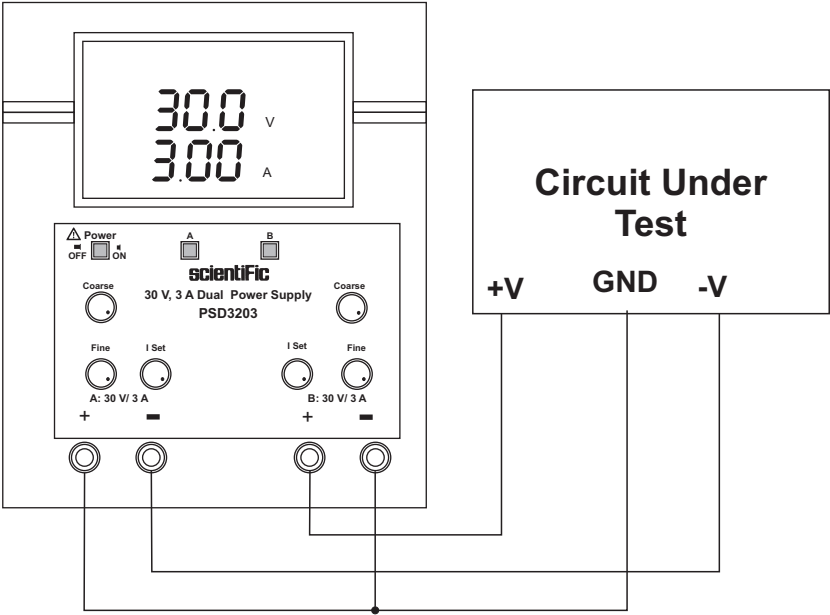 30.0 V
3.00 A
⚠ Power
OFF ON
A
B
scientiFic
30 V, 3 A Dual Power Supply
PSD3203
Coarse
Coarse
Fine
I Set
I Set
Fine
A: 30 V/ 3 A
B: 30 V/ 3 A
+ -
+ -
Circuit Under
Test
+V GND -V